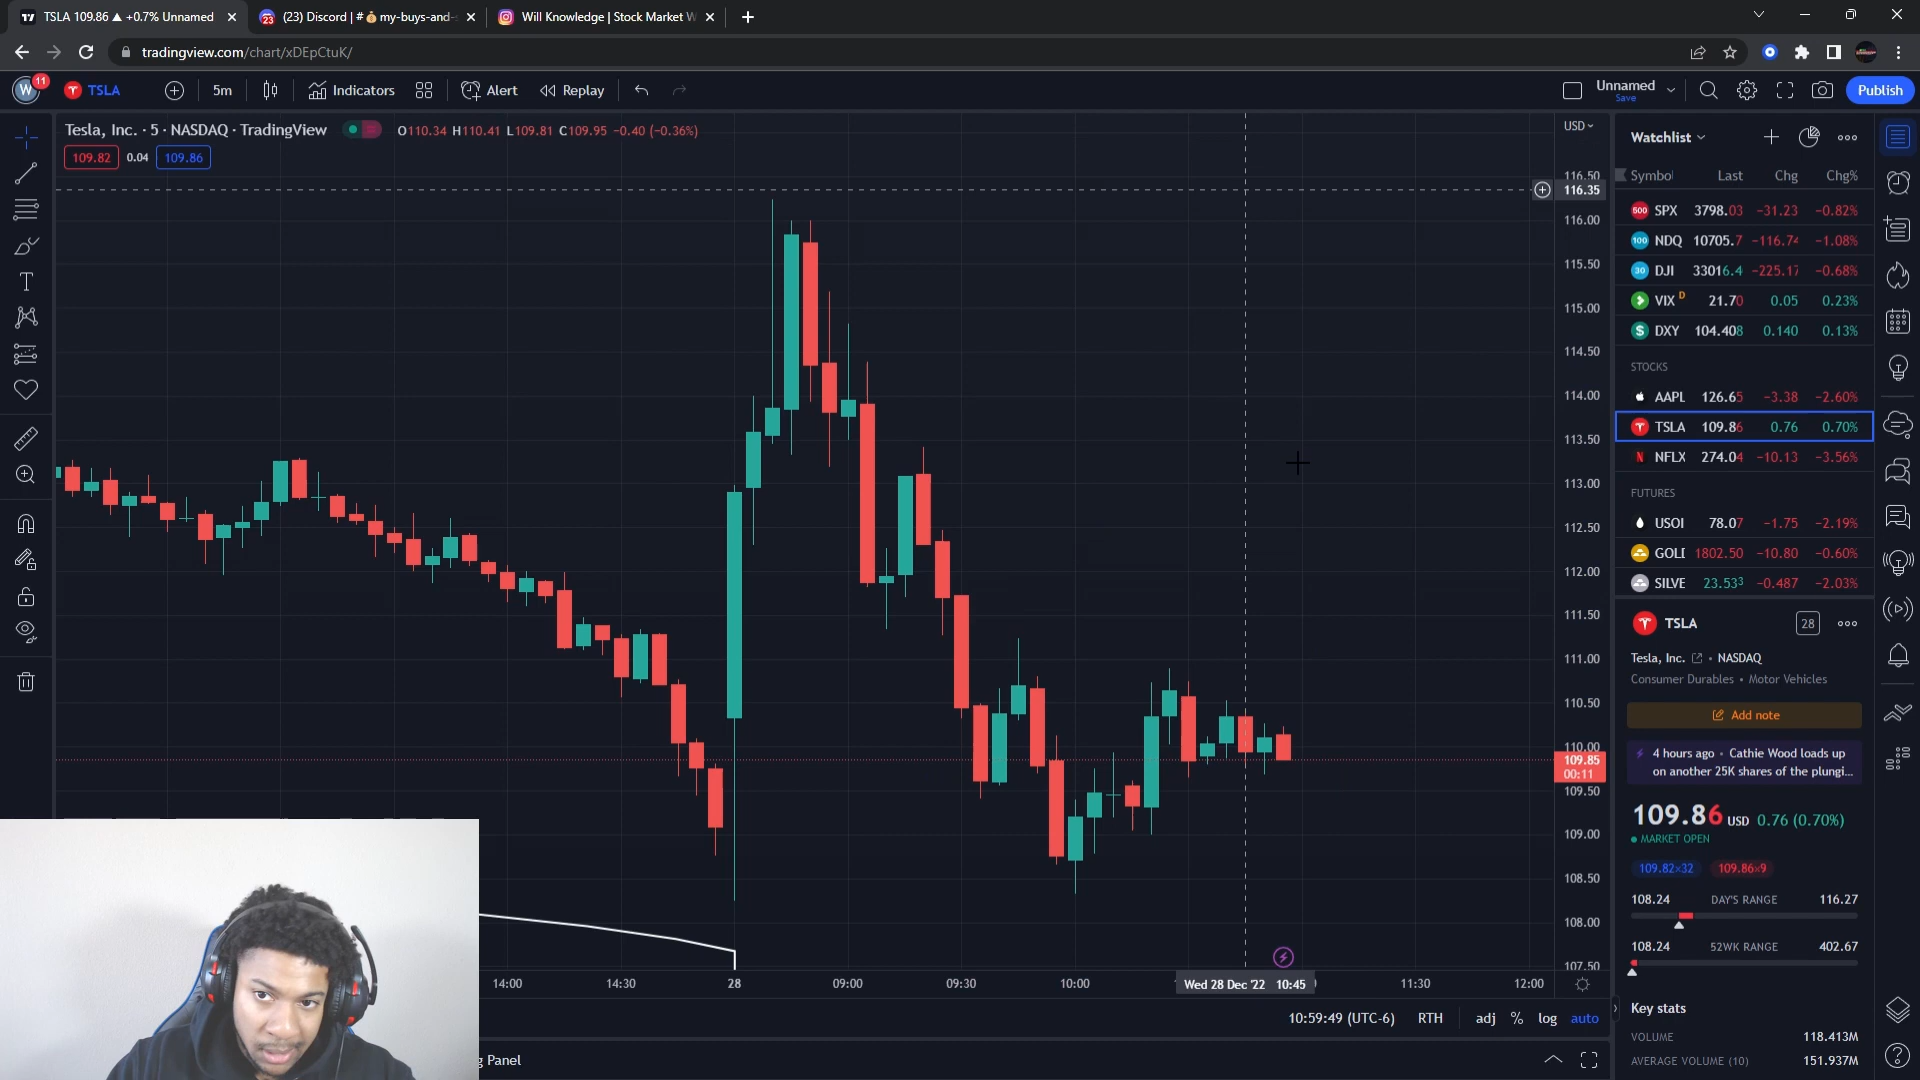 TSLA 109.86 ▲ +0.7% Unnamed
(23) Discord | # 💰my-buys-and-s
Will Knowledge | Stock Market W
tradingview.com/chart/xDEpCtuK/
W 11 TSLA 5m Indicators Alert Replay
Unnamed
Save
Publish
Tesla, Inc. · 5 · NASDAQ · TradingView
O110.34 H110.41 L109.81 C109.95 −0.40 (−0.36%)
109.82 0.04 109.86
USD
116.50
116.35
116.00
115.50
115.00
114.50
114.00
113.50
113.00
112.50
112.00
111.50
111.00
110.50
110.00
109.85
00:11
109.50
109.00
108.50
108.00
107.50
14:00 14:30 28 09:00 09:30 10:00 Wed 28 Dec '22 10:45 11:30 12:00
10:59:49 (UTC-6) RTH adj % log auto
g Panel
Watchlist
Symbol Last Chg Chg%
500 SPX 3798.03 −31.23 −0.82%
100 NDQ 10705.7 −116.74 −1.08%
30 DJI 33016.4 −225.17 −0.68%
VIX D 21.70 0.05 0.23%
$ DXY 104.408 0.140 0.13%
STOCKS
AAPL 126.65 −3.38 −2.60%
TSLA 109.86 0.76 0.70%
NFLX 274.04 −10.13 −3.56%
FUTURES
USOI 78.07 −1.75 −2.19%
GOLD 1802.50 −10.80 −0.60%
SILVE 23.533 −0.487 −2.03%
TSLA 28
Tesla, Inc. • NASDAQ
Consumer Durables • Motor Vehicles
Add note
4 hours ago • Cathie Wood loads up
on another 25K shares of the plungi...
109.86 USD 0.76 (0.70%)
MARKET OPEN
109.82×32 109.86×9
108.24 DAY'S RANGE 116.27
108.24 52WK RANGE 402.67
Key stats
VOLUME 118.413M
AVERAGE VOLUME (10) 151.937M